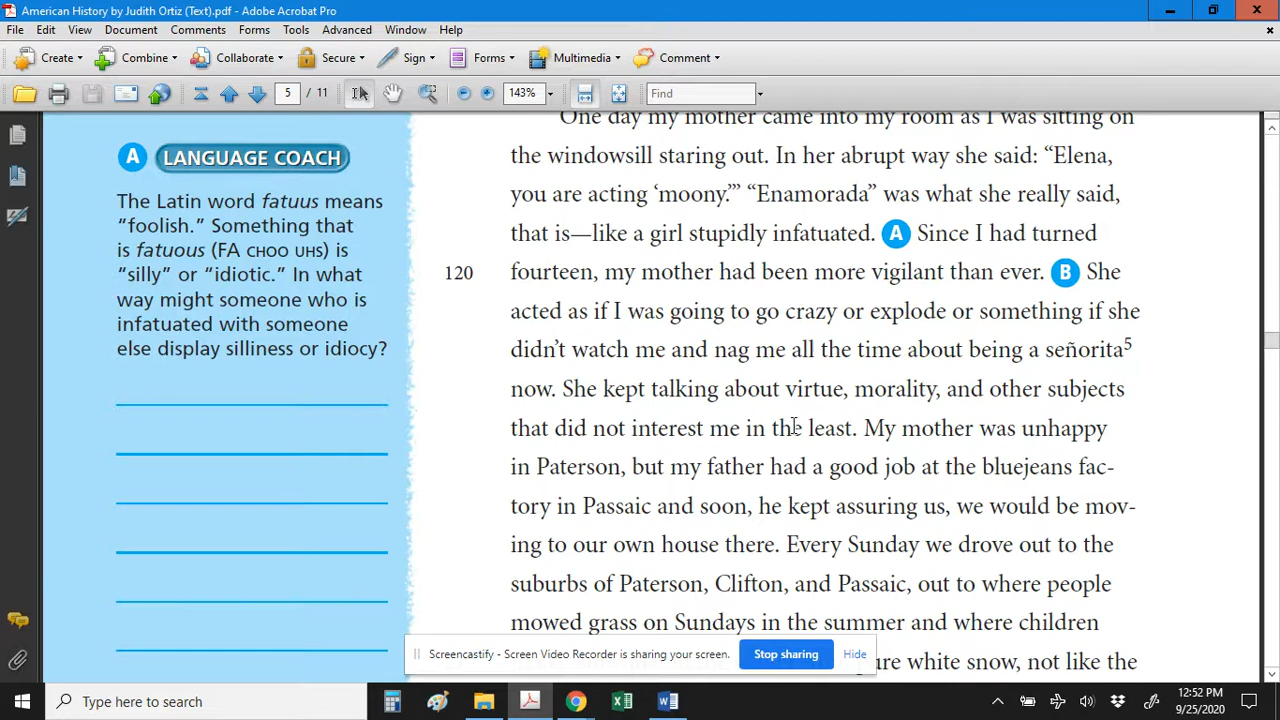 American History by Judith Ortiz (Text).pdf - Adobe Acrobat Pro
File Edit View Document Comments Forms Tools Advanced Window Help
Create Combine Collaborate Secure Sign Forms Multimedia Comment
5 / 11 143% Find
A LANGUAGE COACH
The Latin word fatuus means
“foolish.” Something that
is fatuous (FA CHOO UHS) is
“silly” or “idiotic.” In what
way might someone who is
infatuated with someone
else display silliness or idiocy?
One day my mother came into my room as I was sitting on
the windowsill staring out. In her abrupt way she said: “Elena,
you are acting ‘moony.’” “Enamorada” was what she really said,
that is—like a girl stupidly infatuated. A Since I had turned
120 fourteen, my mother had been more vigilant than ever. B She
acted as if I was going to go crazy or explode or something if she
didn’t watch me and nag me all the time about being a señorita5
now. She kept talking about virtue, morality, and other subjects
that did not interest me in the least. My mother was unhappy
in Paterson, but my father had a good job at the bluejeans fac-
tory in Passaic and soon, he kept assuring us, we would be mov-
ing to our own house there. Every Sunday we drove out to the
suburbs of Paterson, Clifton, and Passaic, out to where people
mowed grass on Sundays in the summer and where children
ure white snow, not like the
Screencastify - Screen Video Recorder is sharing your screen. Stop sharing Hide
Type here to search
12:52 PM
9/25/2020